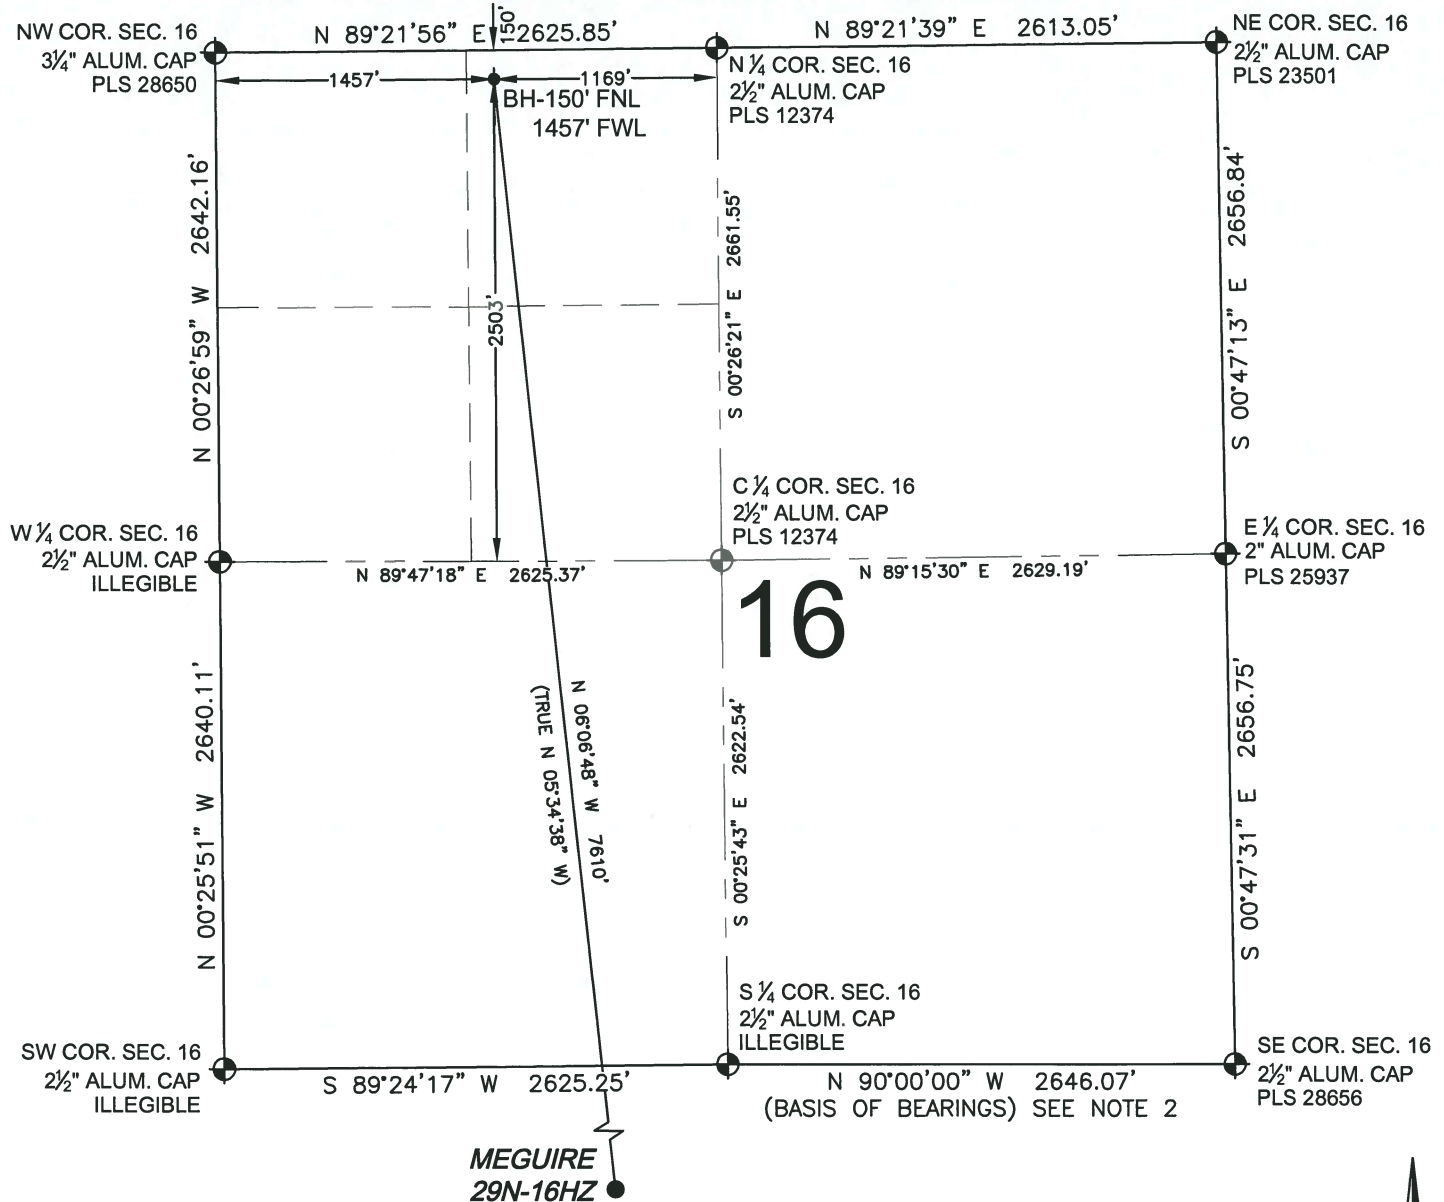 NW COR. SEC. 16
3¼" ALUM. CAP
PLS 28650
N 89°21'56" E 2625.85'
150'
N 89°21'39" E 2613.05'
NE COR. SEC. 16
2½" ALUM. CAP
PLS 23501
1457'
1169'
N ¼ COR. SEC. 16
2½" ALUM. CAP
PLS 12374
BH-150' FNL
1457' FWL
N 00°26'59" W 2642.16'
2503'
S 00°26'21" E 2661.55'
S 00°47'13" E 2656.84'
W ¼ COR. SEC. 16
2½" ALUM. CAP
ILLEGIBLE
C ¼ COR. SEC. 16
2½" ALUM. CAP
PLS 12374
E ¼ COR. SEC. 16
2" ALUM. CAP
PLS 25937
N 89°47'18" E 2625.37'
N 89°15'30" E 2629.19'
16
N 00°25'51" W 2640.11'
N 06°06'48" W 7610'
(TRUE N 05°34'38" W)
S 00°25'43" E 2622.54'
S 00°47'31" E 2656.75'
S ¼ COR. SEC. 16
2½" ALUM. CAP
ILLEGIBLE
SW COR. SEC. 16
2½" ALUM. CAP
ILLEGIBLE
S 89°24'17" W 2625.25'
N 90°00'00" W 2646.07'
(BASIS OF BEARINGS) SEE NOTE 2
SE COR. SEC. 16
2½" ALUM. CAP
PLS 28656
MEGUIRE
29N-16HZ